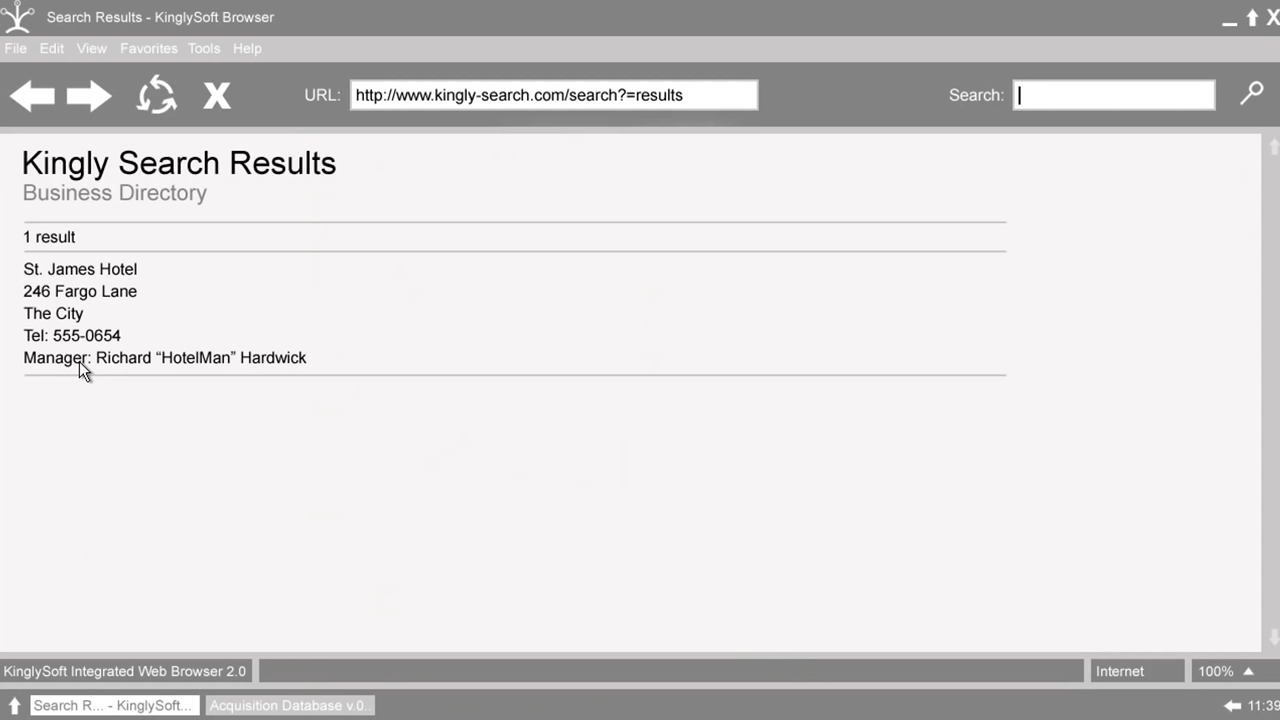 Search Results - KinglySoft Browser
File Edit View Favorites Tools Help
URL: http://www.kingly-search.com/search?=results Search:
Kingly Search Results
Business Directory
1 result
St. James Hotel
246 Fargo Lane
The City
Tel: 555-0654
Manager: Richard “HotelMan” Hardwick
KinglySoft Integrated Web Browser 2.0 Internet 100%
Search R... - KinglySoft... Acquisition Database v.0... 11:39